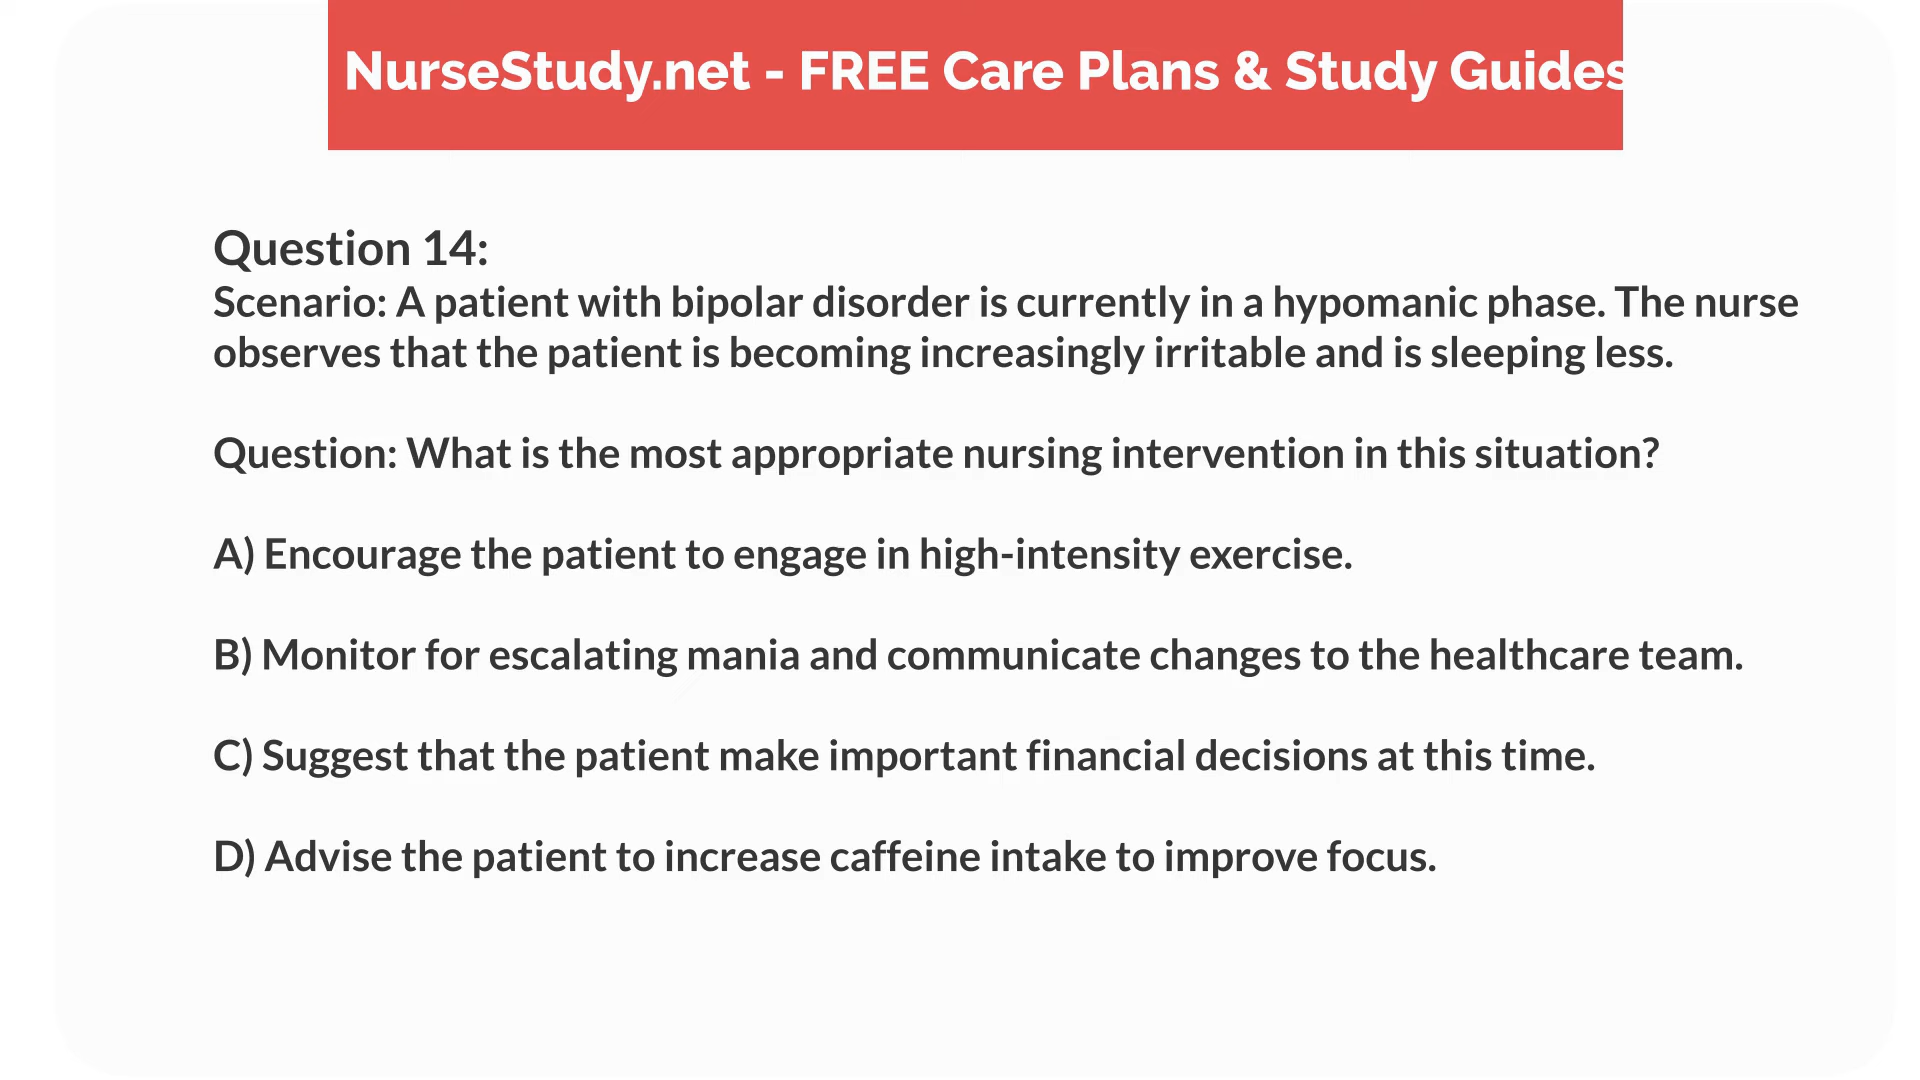 NurseStudy.net - FREE Care Plans & Study Guides
Question 14:
Scenario: A patient with bipolar disorder is currently in a hypomanic phase. The nurse
observes that the patient is becoming increasingly irritable and is sleeping less.
Question: What is the most appropriate nursing intervention in this situation?
A) Encourage the patient to engage in high-intensity exercise.
B) Monitor for escalating mania and communicate changes to the healthcare team.
C) Suggest that the patient make important financial decisions at this time.
D) Advise the patient to increase caffeine intake to improve focus.